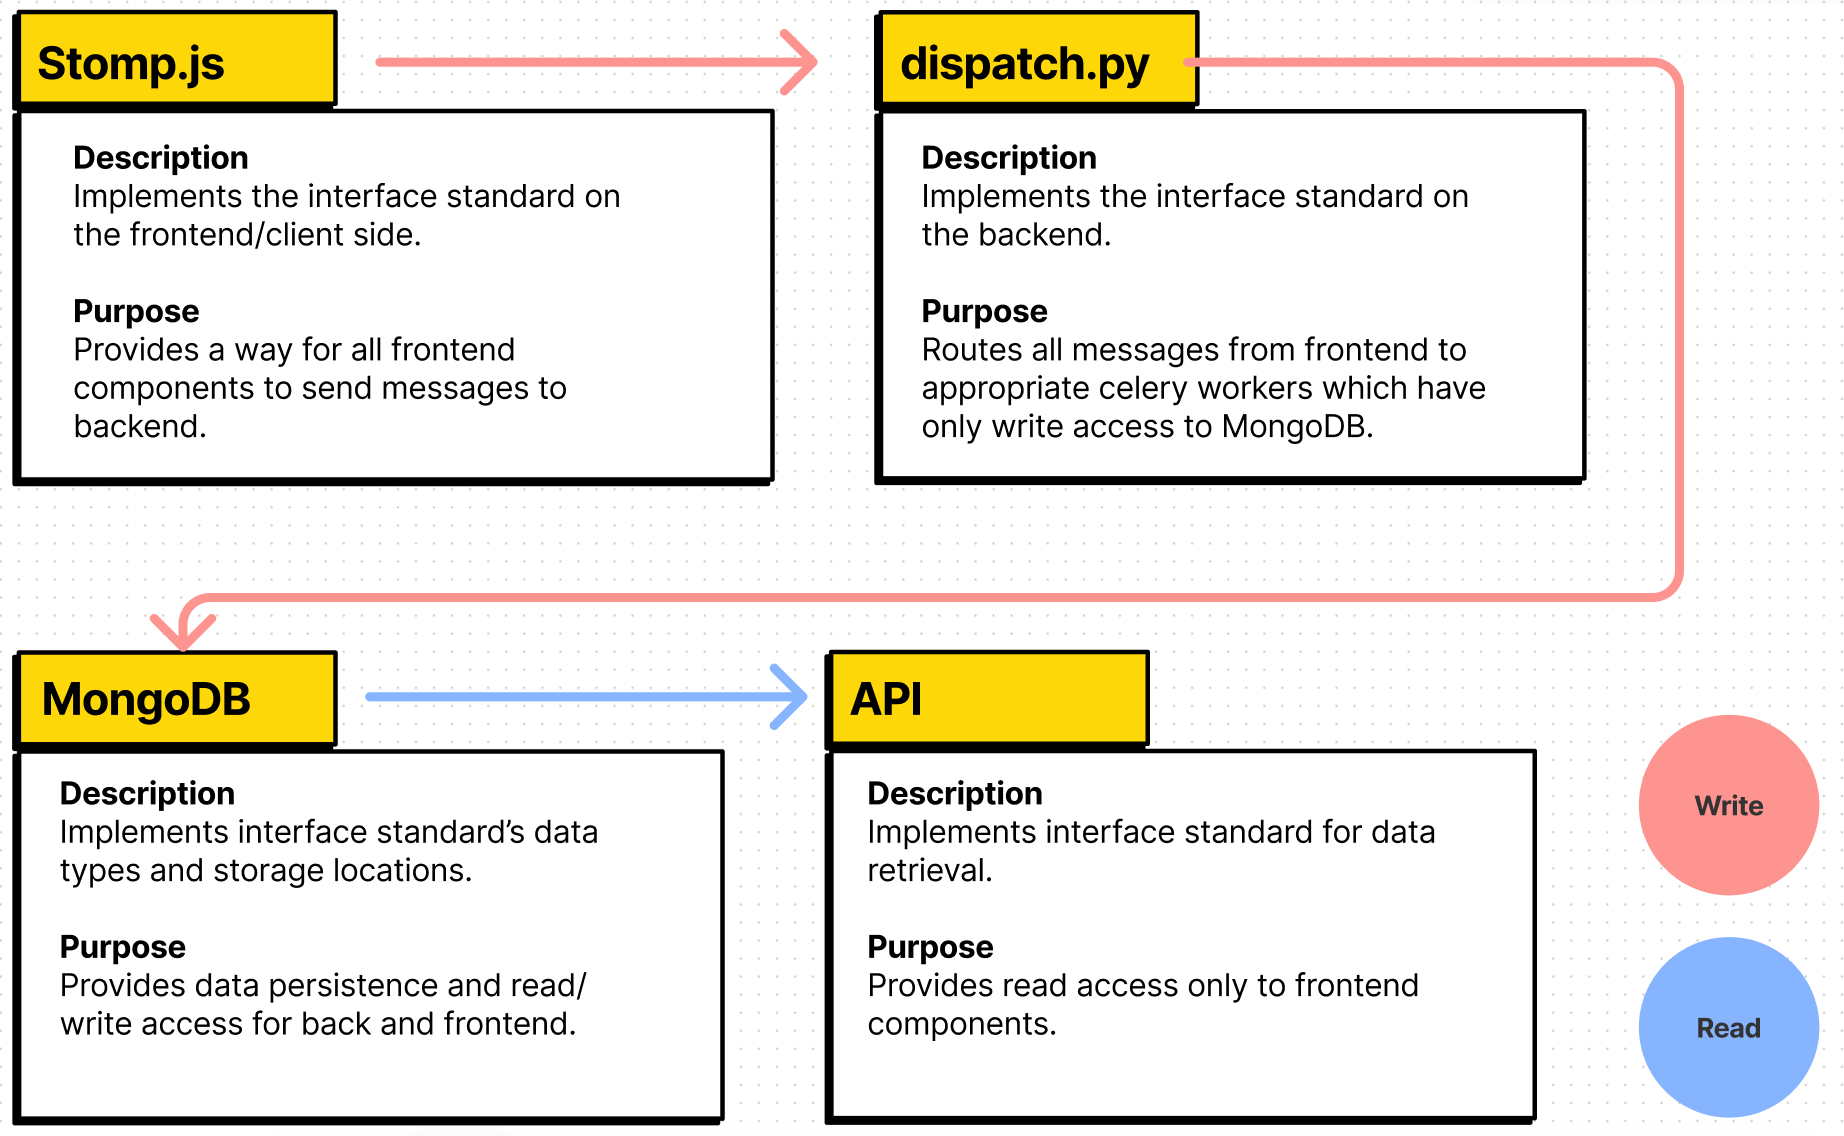 Stomp.js
Description
Implements the interface standard on
the frontend/client side.
Purpose
Provides a way for all frontend
components to send messages to
backend.
dispatch.py
Description
Implements the interface standard on
the backend.
Purpose
Routes all messages from frontend to
appropriate celery workers which have
only write access to MongoDB.
MongoDB
Description
Implements interface standard’s data
types and storage locations.
Purpose
Provides data persistence and read/
write access for back and frontend.
API
Description
Implements interface standard for data
retrieval.
Purpose
Provides read access only to frontend
components.
Write
Read